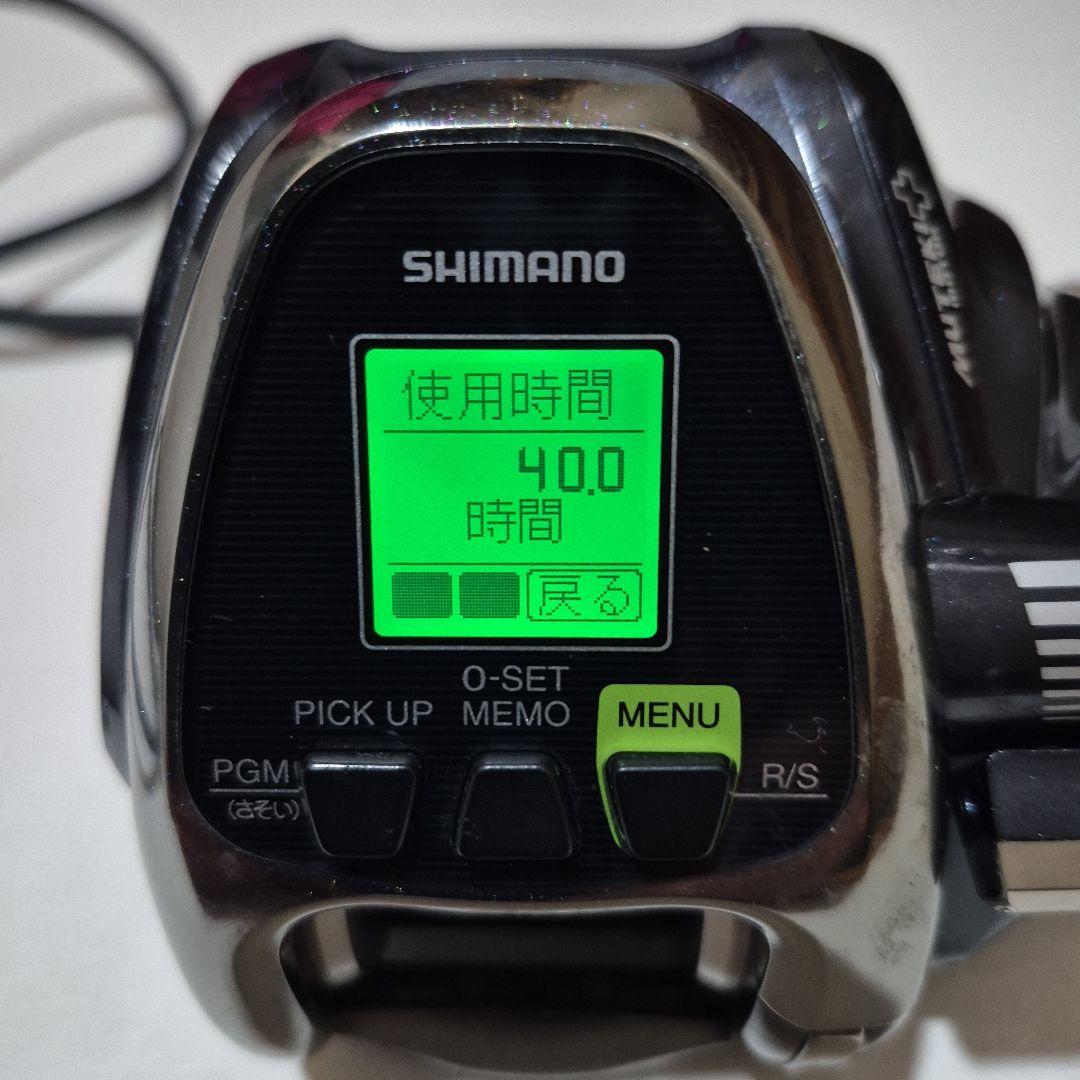 MUTEKI+
SHIMANO
使用時間
40.0
時間
戻る
O-SET
PICK UP MEMO MENU
PGM R/S
(さそい)